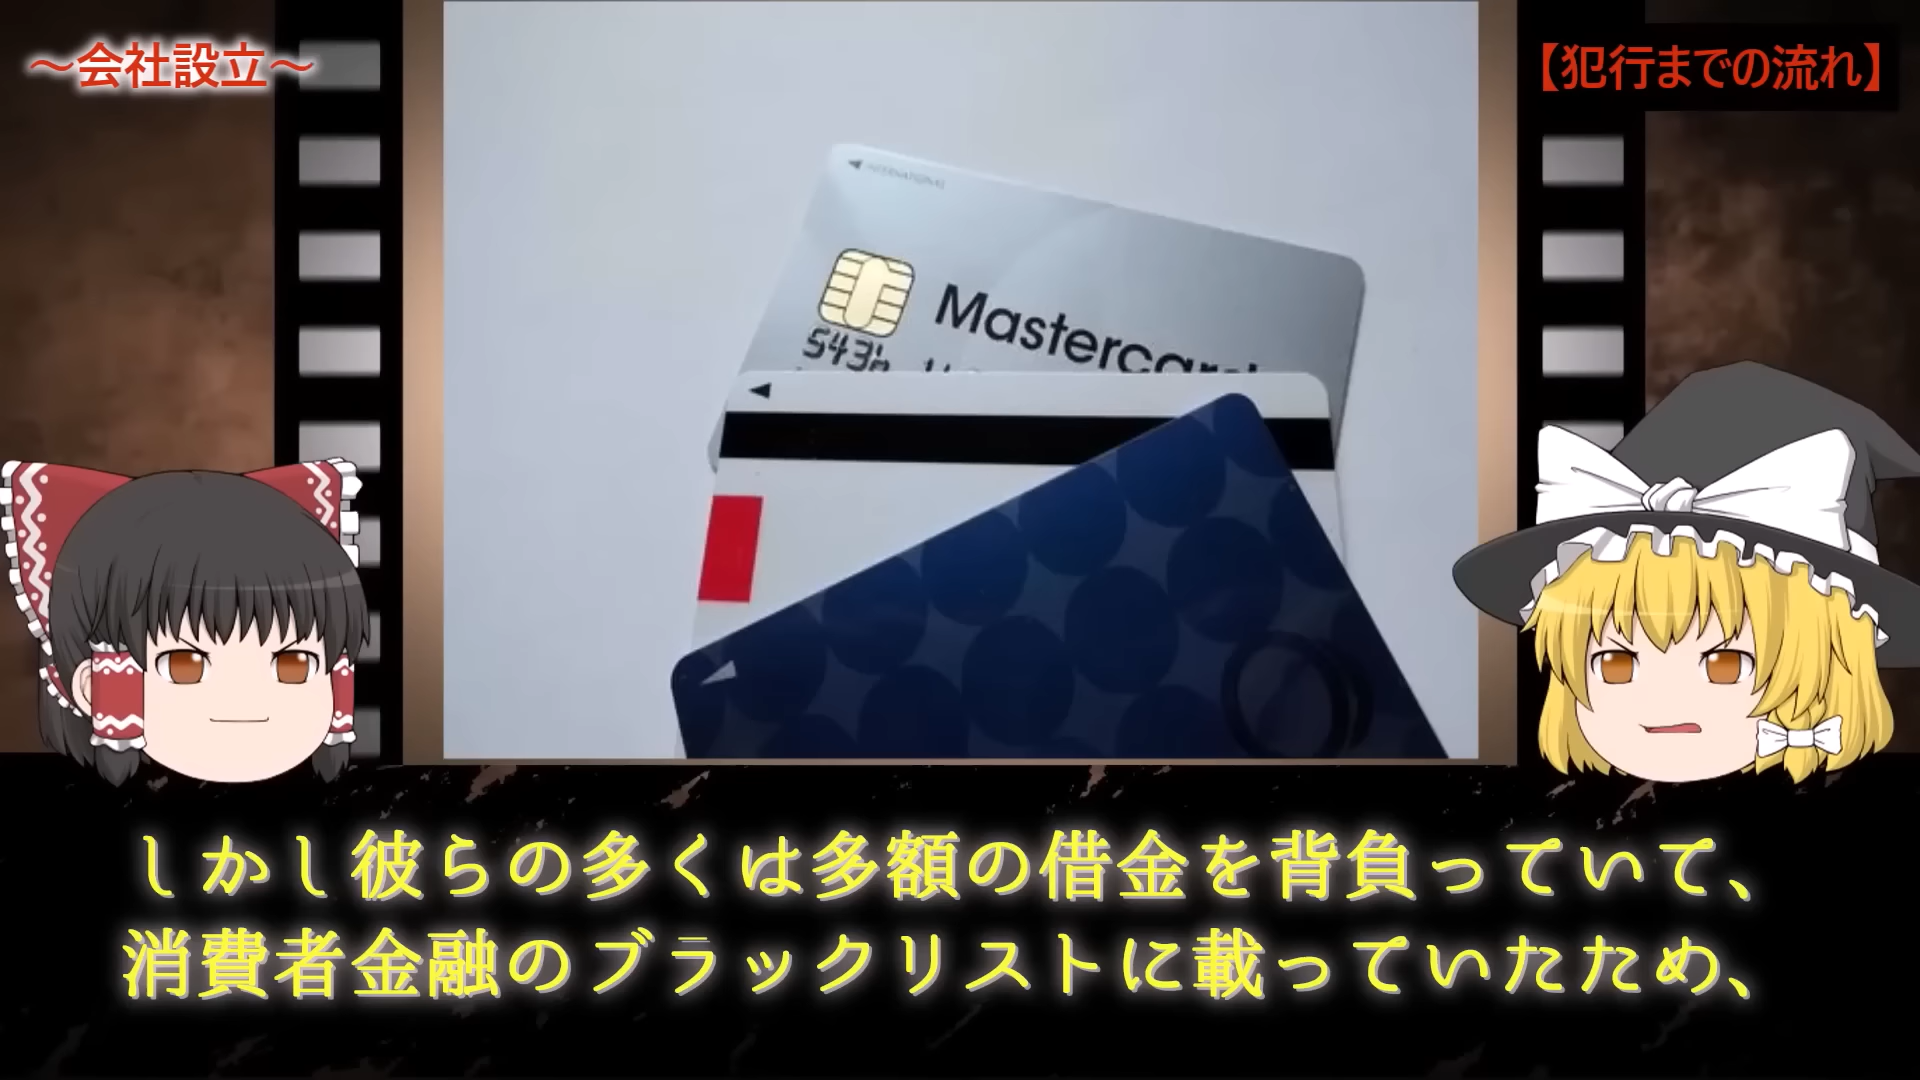 ～会社設立～
【犯行までの流れ】
INTERNATIONAL
Mastercard
しかし彼らの多くは多額の借金を背負っていて、
消費者金融のブラックリストに載っていたため、